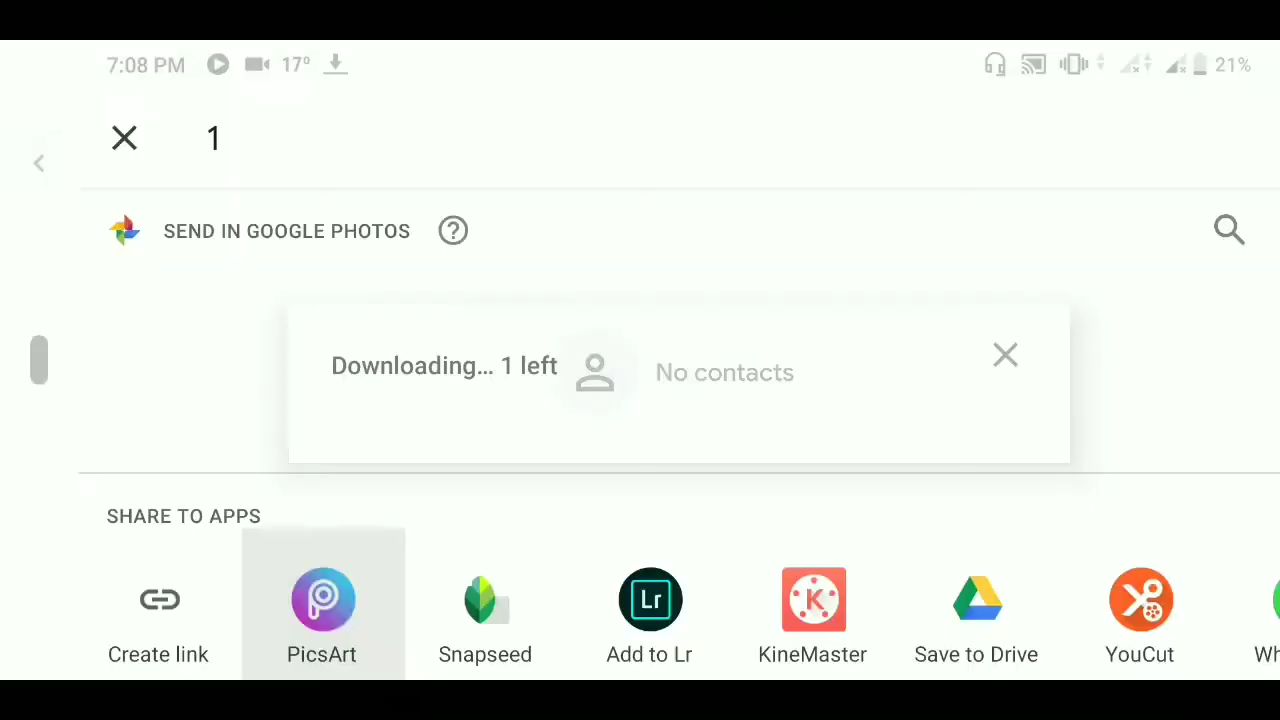 7:08 PM 17° 21%
1
SEND IN GOOGLE PHOTOS
Downloading... 1 left
No contacts
SHARE TO APPS
Create link PicsArt Snapseed Add to Lr KineMaster Save to Drive YouCut Wh